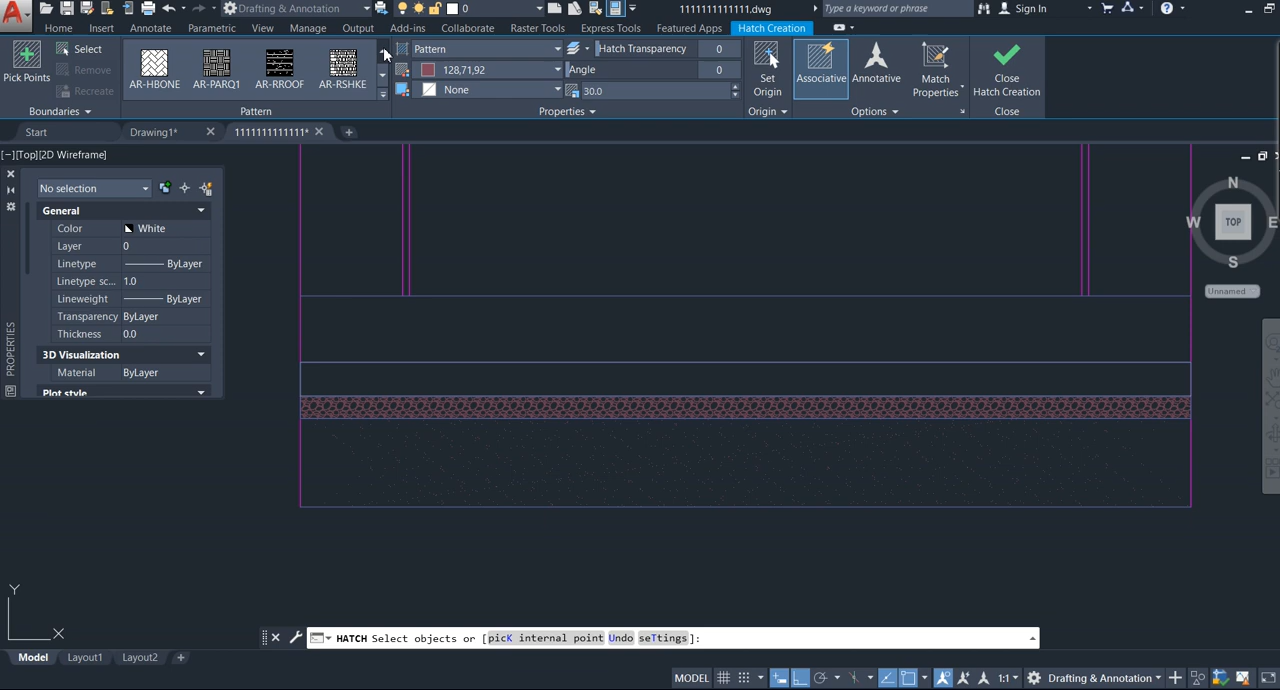 Drafting & Annotation
0
1111111111111.dwg
Type a keyword or phrase
Sign In
Home Insert Annotate Parametric View Manage Output Add-ins Collaborate Raster Tools Express Tools Featured Apps Hatch Creation
Pick Points
Select
Remove
Recreate
Boundaries
AR-HBONE AR-PARQ1 AR-RROOF AR-RSHKE
Pattern
Pattern
128,71,92
None
Hatch Transparency 0
Angle 0
30.0
Properties
Set
Origin
Origin
Associative
Annotative
Match
Properties
Options
Close
Hatch Creation
Close
Start Drawing1* 1111111111111*
[−][Top][2D Wireframe]
No selection
General
Color White
Layer 0
Linetype ByLayer
Linetype sc... 1.0
Lineweight ByLayer
Transparency ByLayer
Thickness 0.0
3D Visualization
Material ByLayer
Plot style
PROPERTIES
N
W TOP E
S
Unnamed
Y
X
HATCH Select objects or [picK internal point Undo seTtings]:
Model Layout1 Layout2
MODEL 1:1 Drafting & Annotation